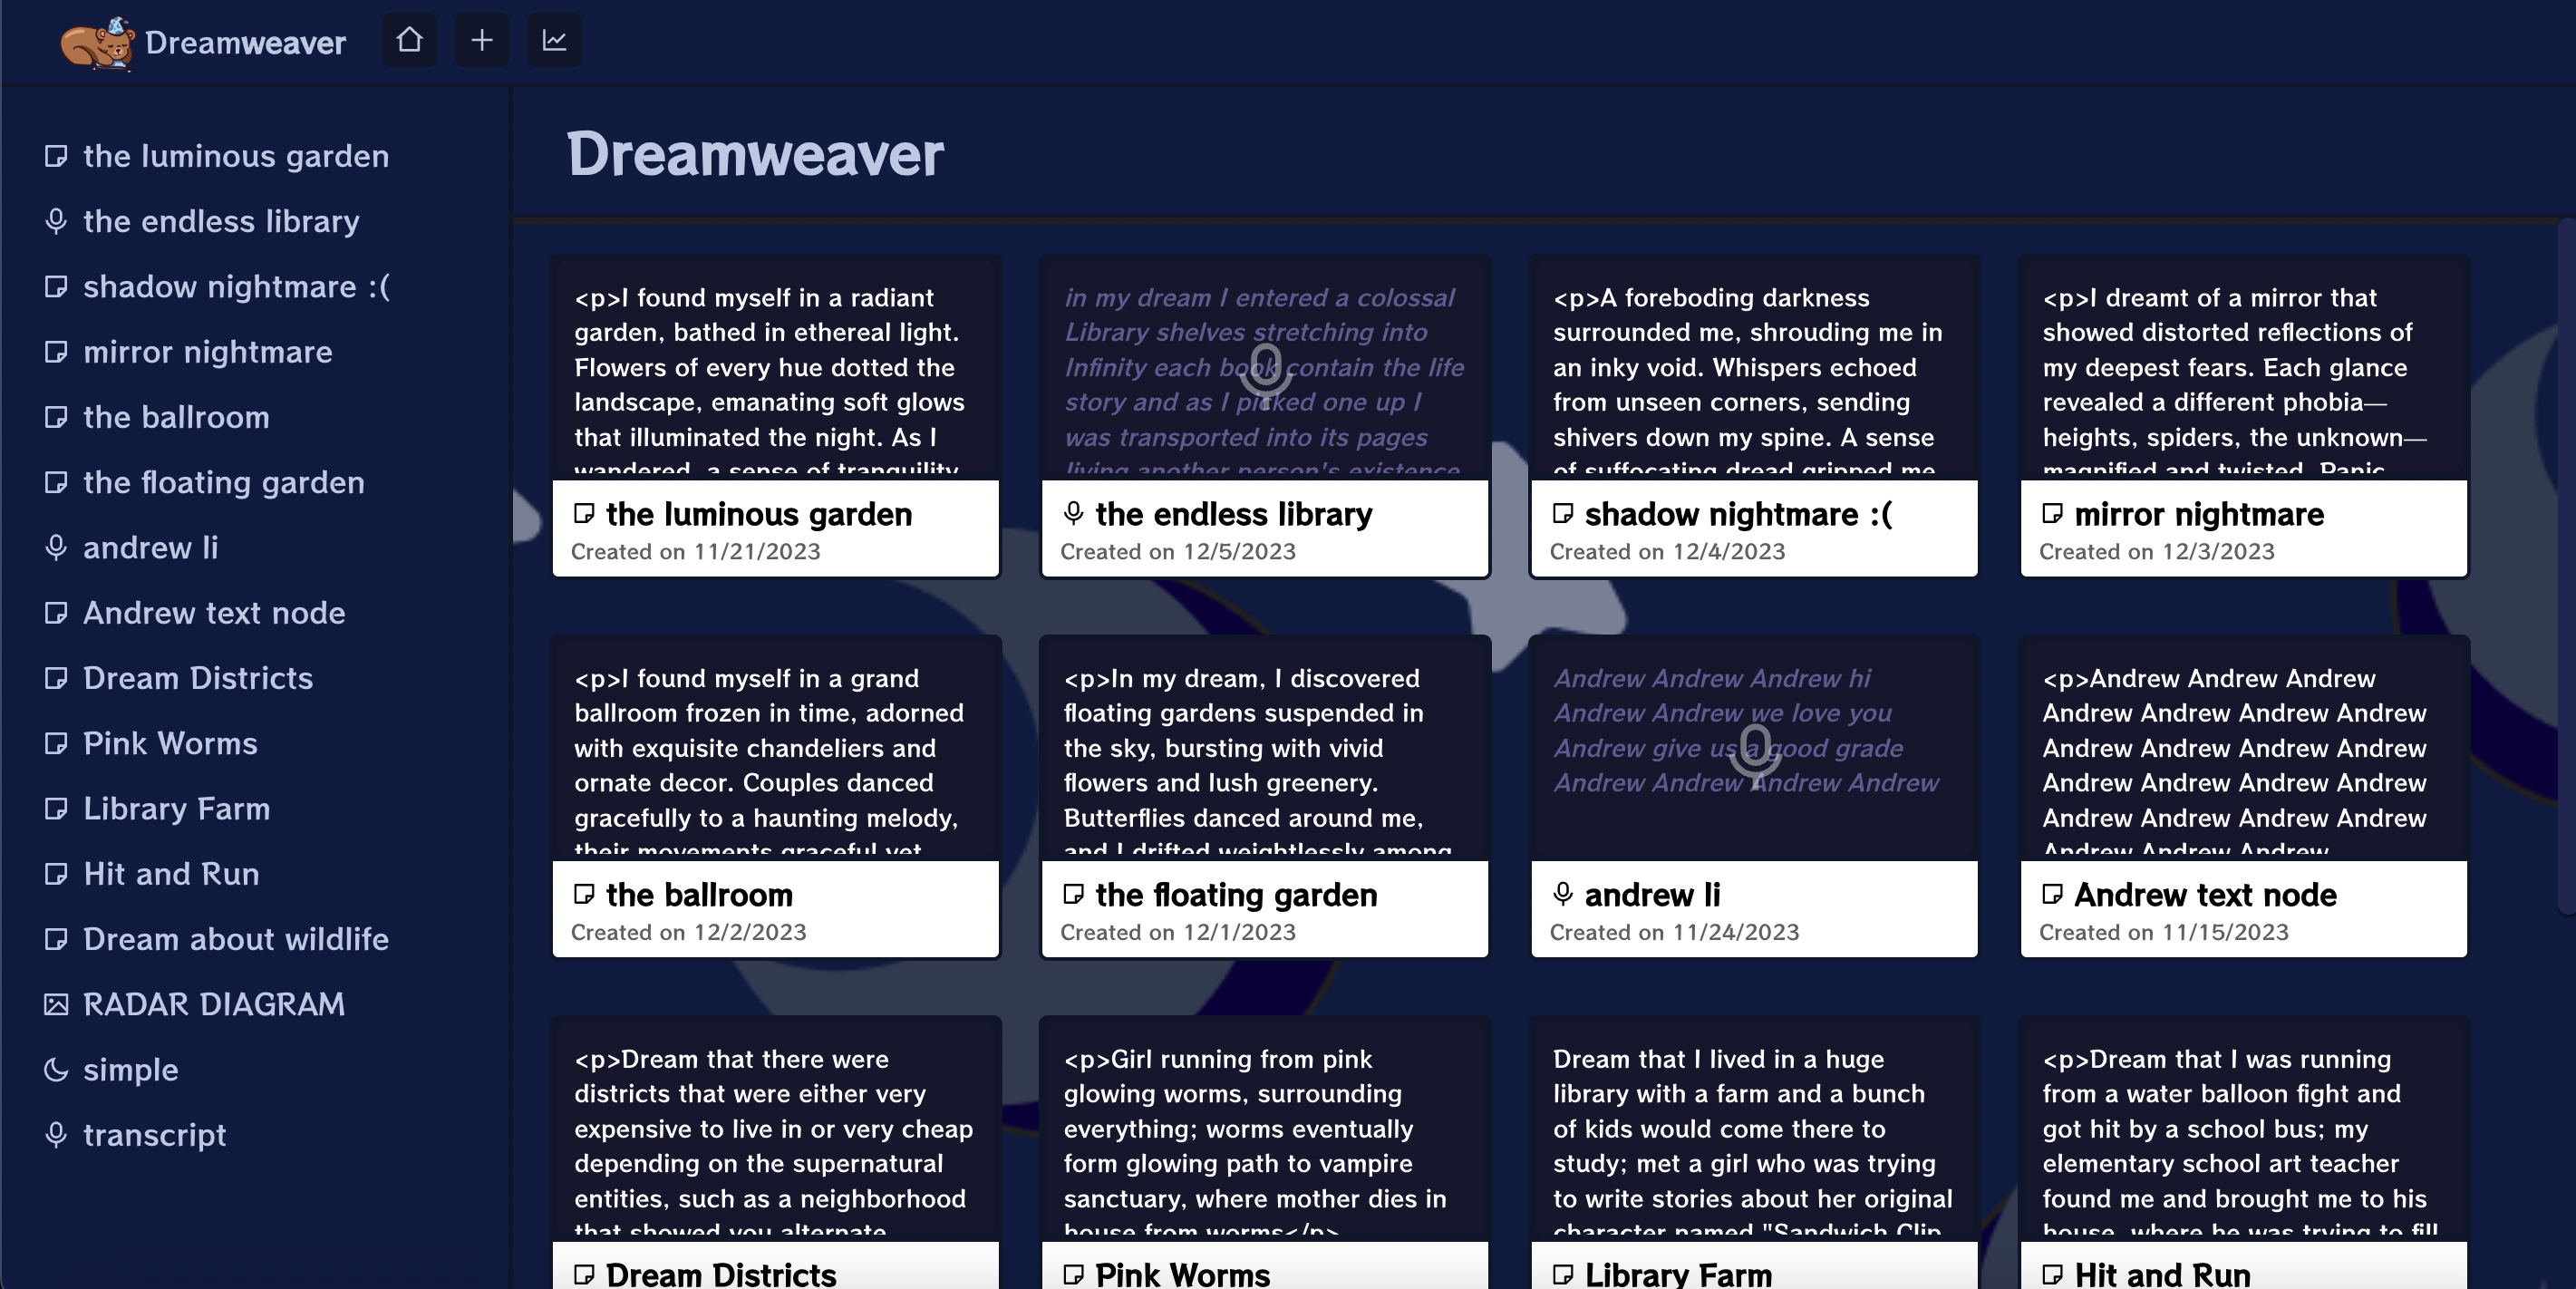 Dreamweaver
the luminous garden
the endless library
shadow nightmare :(
mirror nightmare
the ballroom
the floating garden
andrew li
Andrew text node
Dream Districts
Pink Worms
Library Farm
Hit and Run
Dream about wildlife
RADAR DIAGRAM
simple
transcript
Dreamweaver
<p>I found myself in a radiant
garden, bathed in ethereal light.
Flowers of every hue dotted the
landscape, emanating soft glows
that illuminated the night. As I
wandered, a sense of tranquility
the luminous garden
Created on 11/21/2023
in my dream I entered a colossal
Library shelves stretching into
Infinity each book contain the life
story and as I picked one up I
was transported into its pages
living another person's existence
the endless library
Created on 12/5/2023
<p>A foreboding darkness
surrounded me, shrouding me in
an inky void. Whispers echoed
from unseen corners, sending
shivers down my spine. A sense
of suffocating dread gripped me
shadow nightmare :(
Created on 12/4/2023
<p>I dreamt of a mirror that
showed distorted reflections of
my deepest fears. Each glance
revealed a different phobia—
heights, spiders, the unknown—
magnified and twisted. Panic
mirror nightmare
Created on 12/3/2023
<p>I found myself in a grand
ballroom frozen in time, adorned
with exquisite chandeliers and
ornate decor. Couples danced
gracefully to a haunting melody,
their movements graceful yet
the ballroom
Created on 12/2/2023
<p>In my dream, I discovered
floating gardens suspended in
the sky, bursting with vivid
flowers and lush greenery.
Butterflies danced around me,
and I drifted weightlessly among
the floating garden
Created on 12/1/2023
Andrew Andrew Andrew hi
Andrew Andrew we love you
Andrew give us a good grade
Andrew Andrew Andrew Andrew
andrew li
Created on 11/24/2023
<p>Andrew Andrew Andrew
Andrew Andrew Andrew Andrew
Andrew Andrew Andrew Andrew
Andrew Andrew Andrew Andrew
Andrew Andrew Andrew Andrew
Andrew Andrew Andrew
Andrew text node
Created on 11/15/2023
<p>Dream that there were
districts that were either very
expensive to live in or very cheap
depending on the supernatural
entities, such as a neighborhood
that showed you alternate
Dream Districts
<p>Girl running from pink
glowing worms, surrounding
everything; worms eventually
form glowing path to vampire
sanctuary, where mother dies in
house from worms</p>
Pink Worms
Dream that I lived in a huge
library with a farm and a bunch
of kids would come there to
study; met a girl who was trying
to write stories about her original
character named "Sandwich Clip
Library Farm
<p>Dream that I was running
from a water balloon fight and
got hit by a school bus; my
elementary school art teacher
found me and brought me to his
house, where he was trying to fill
Hit and Run